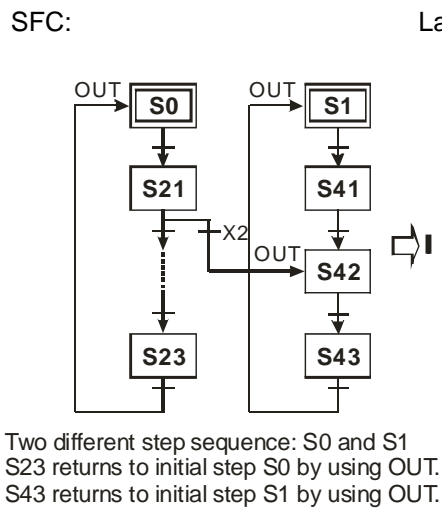 SFC: La
OUT S0 OUT S1
S21 S41
X2
OUT S42
S23 S43
Two different step sequence: S0 and S1
S23 returns to initial step S0 by using OUT.
S43 returns to initial step S1 by using OUT.